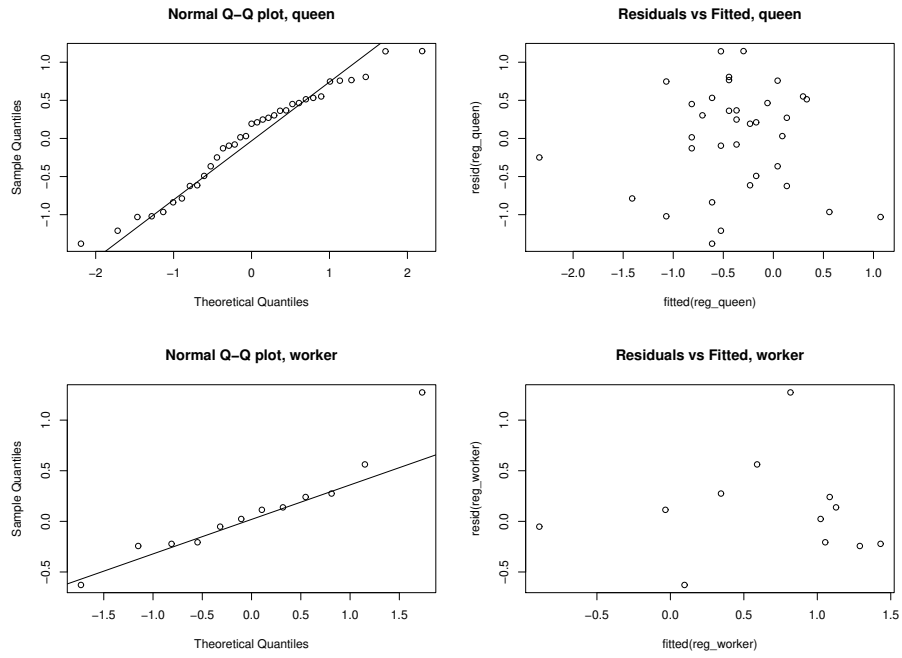 Normal Q−Q plot, queen
Sample Quantiles
1.0
0.5
0.0
−0.5
−1.0
−2 −1 0 1 2
Theoretical Quantiles
Residuals vs Fitted, queen
resid(reg_queen)
1.0
0.5
0.0
−0.5
−1.0
−2.0 −1.5 −1.0 −0.5 0.0 0.5 1.0
fitted(reg_queen)
Normal Q−Q plot, worker
Sample Quantiles
1.0
0.5
0.0
−0.5
−1.5 −1.0 −0.5 0.0 0.5 1.0 1.5
Theoretical Quantiles
Residuals vs Fitted, worker
resid(reg_worker)
1.0
0.5
0.0
−0.5
−0.5 0.0 0.5 1.0 1.5
fitted(reg_worker)